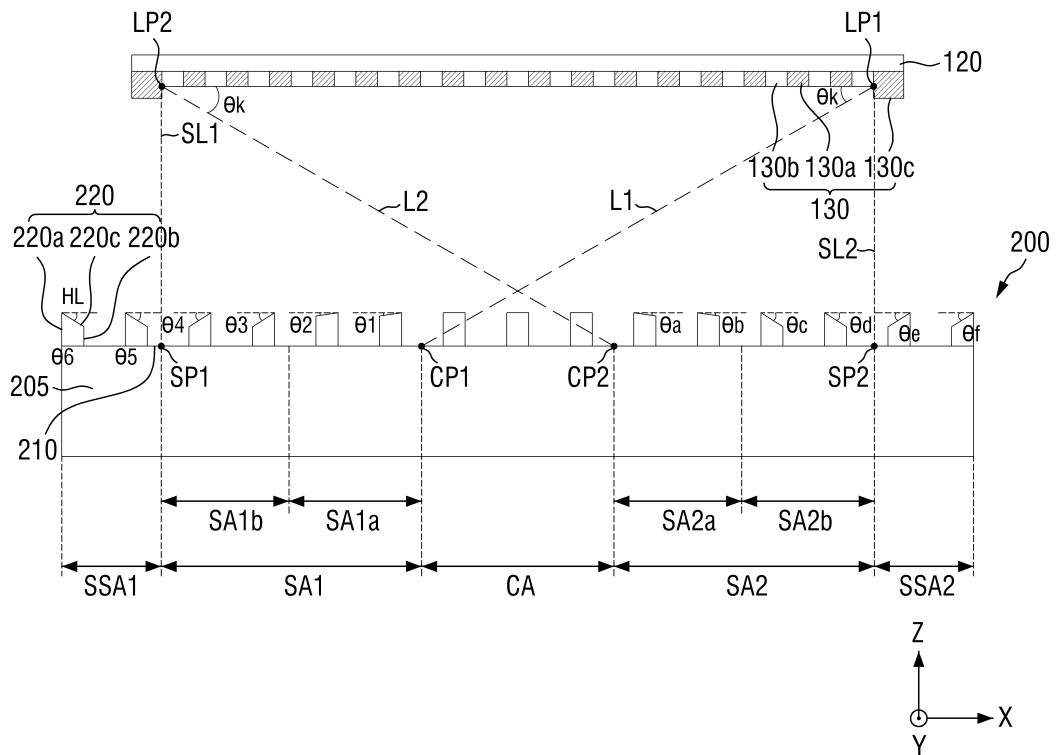 LP2 LP1
120
θk θk
SL1
130b 130a 130c
130
220
L2 L1
220a 220c 220b
SL2
200
HL
θ4 θ3 θ2 θ1 θa θb θc θd
θ6 θ5 θe θf
SP1 CP1 CP2 SP2
205
210
SA1b SA1a SA2a SA2b
SSA1 SA1 CA SA2 SSA2
Z
X
Y